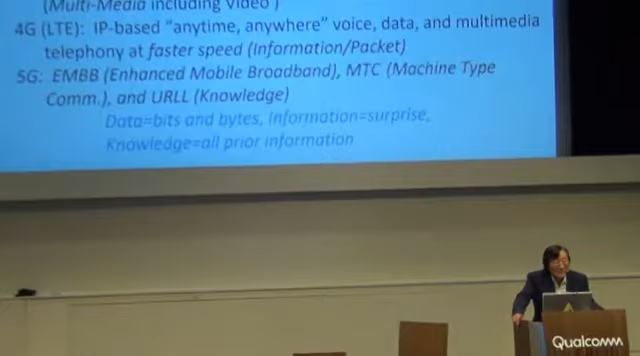 (Multi-Media including Video )
4G (LTE): IP-based “anytime, anywhere” voice, data, and multimedia
telephony at faster speed (Information/Packet)
5G: EMBB (Enhanced Mobile Broadband), MTC (Machine Type
Comm.), and URLL (Knowledge)
Data=bits and bytes, Information=surprise,
Knowledge=all prior information
Qualcomm